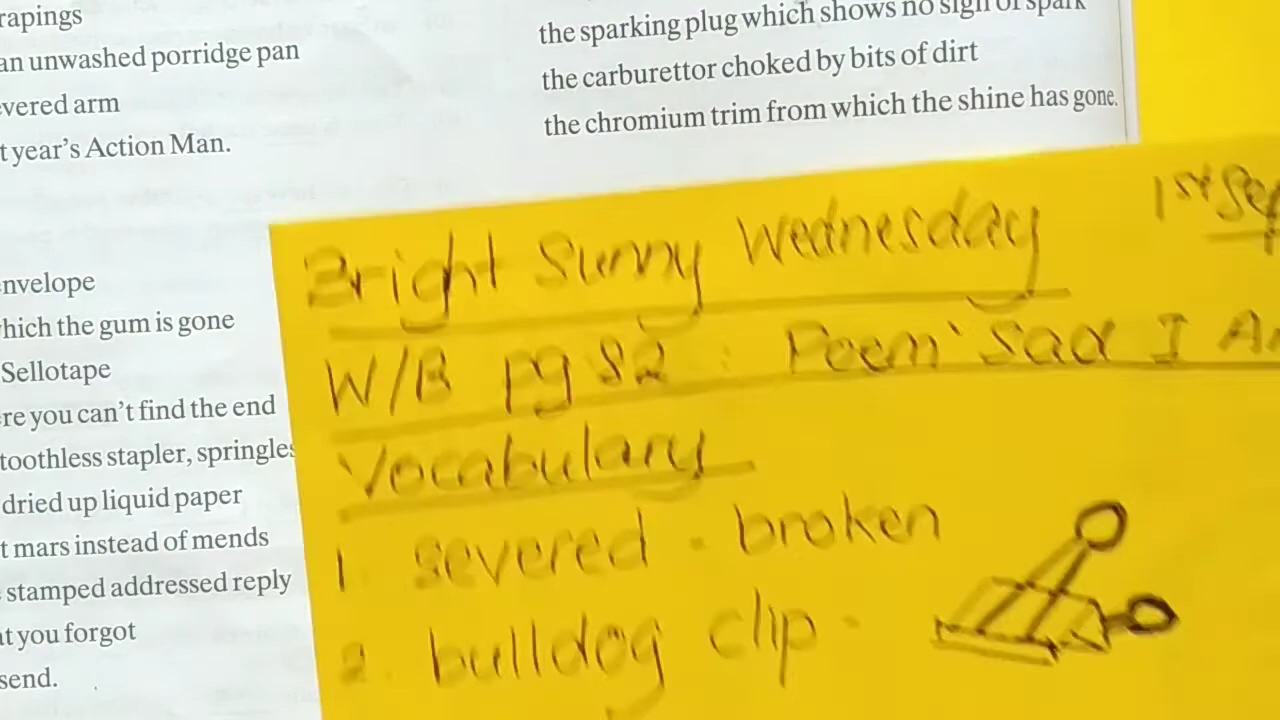 rapings
an unwashed porridge pan
evered arm
t year's Action Man.
nvelope
hich the gum is gone
Sellotape
re you can't find the end
toothless stapler, springles
dried up liquid paper
t mars instead of mends
stamped addressed reply
at you forgot
send.
the sparking plug which shows no sign of spark
the carburettor choked by bits of dirt
the chromium trim from which the shine has gone.
Bright Sunny Wednesday 1st Sep
W/B pg 82 : Poem 'Sad I A
Vocabulary
1. severed - broken
2. bulldog clip -